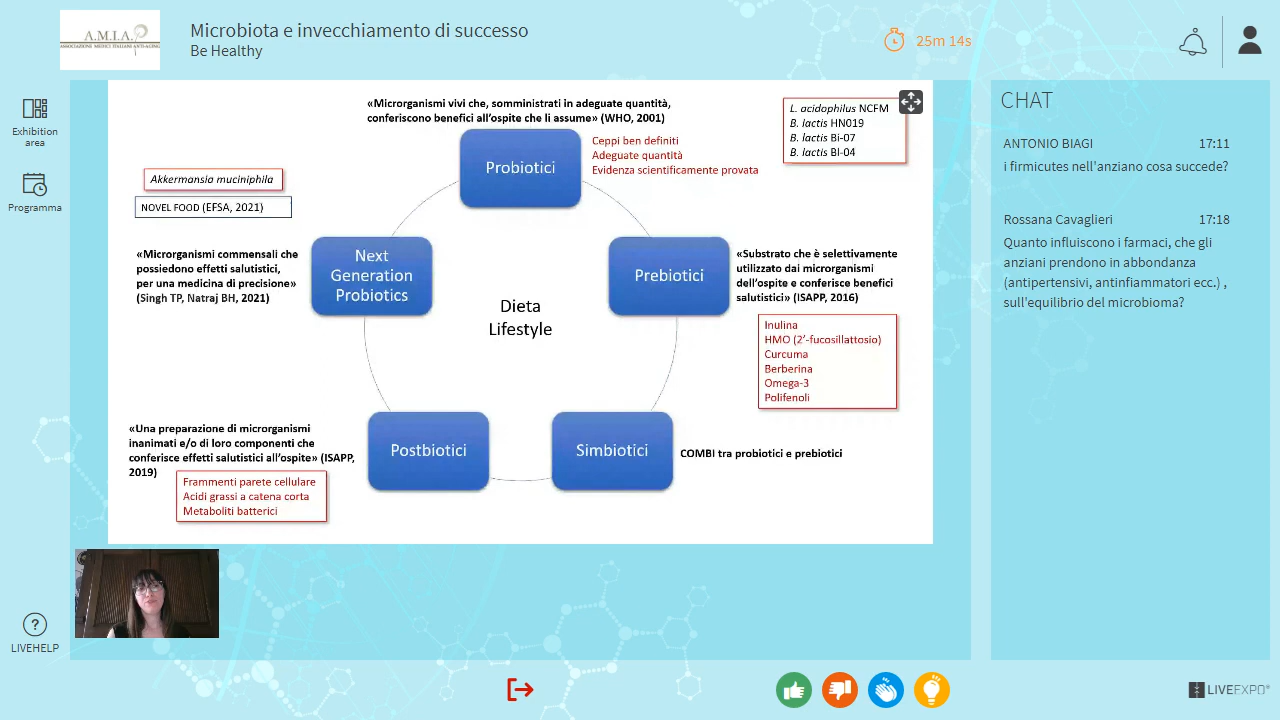 A.M.I.A.
ASSOCIAZIONE MEDICI ITALIANI ANTI-AGING
Microbiota e invecchiamento di successo
Be Healthy
25m 14s
Exhibition
area
Programma
LIVEHELP
«Microrganismi vivi che, somministrati in adeguate quantità,
conferiscono benefici all'ospite che li assume» (WHO, 2001)
Probiotici
Ceppi ben definiti
Adeguate quantità
Evidenza scientificamente provata
L. acidophilus NCFM
B. lactis HN019
B. lactis Bi-07
B. lactis BI-04
Akkermansia muciniphila
NOVEL FOOD (EFSA, 2021)
«Microrganismi commensali che
possiedono effetti salutistici,
per una medicina di precisione»
(Singh TP, Natraj BH, 2021)
Next
Generation
Probiotics
Dieta
Lifestyle
Prebiotici
«Substrato che è selettivamente
utilizzato dai microrganismi
dell'ospite e conferisce benefici
salutistici» (ISAPP, 2016)
Inulina
HMO (2'-fucosillattosio)
Curcuma
Berberina
Omega-3
Polifenoli
«Una preparazione di microrganismi
inanimati e/o di loro componenti che
conferisce effetti salutistici all'ospite» (ISAPP,
2019)
Frammenti parete cellulare
Acidi grassi a catena corta
Metaboliti batterici
Postbiotici
Simbiotici
COMBI tra probiotici e prebiotici
CHAT
ANTONIO BIAGI 17:11
i firmicutes nell'anziano cosa succede?
Rossana Cavaglieri 17:18
Quanto influiscono i farmaci, che gli
anziani prendono in abbondanza
(antipertensivi, antinfiammatori ecc.) ,
sull'equilibrio del microbioma?
LIVEEXPO®